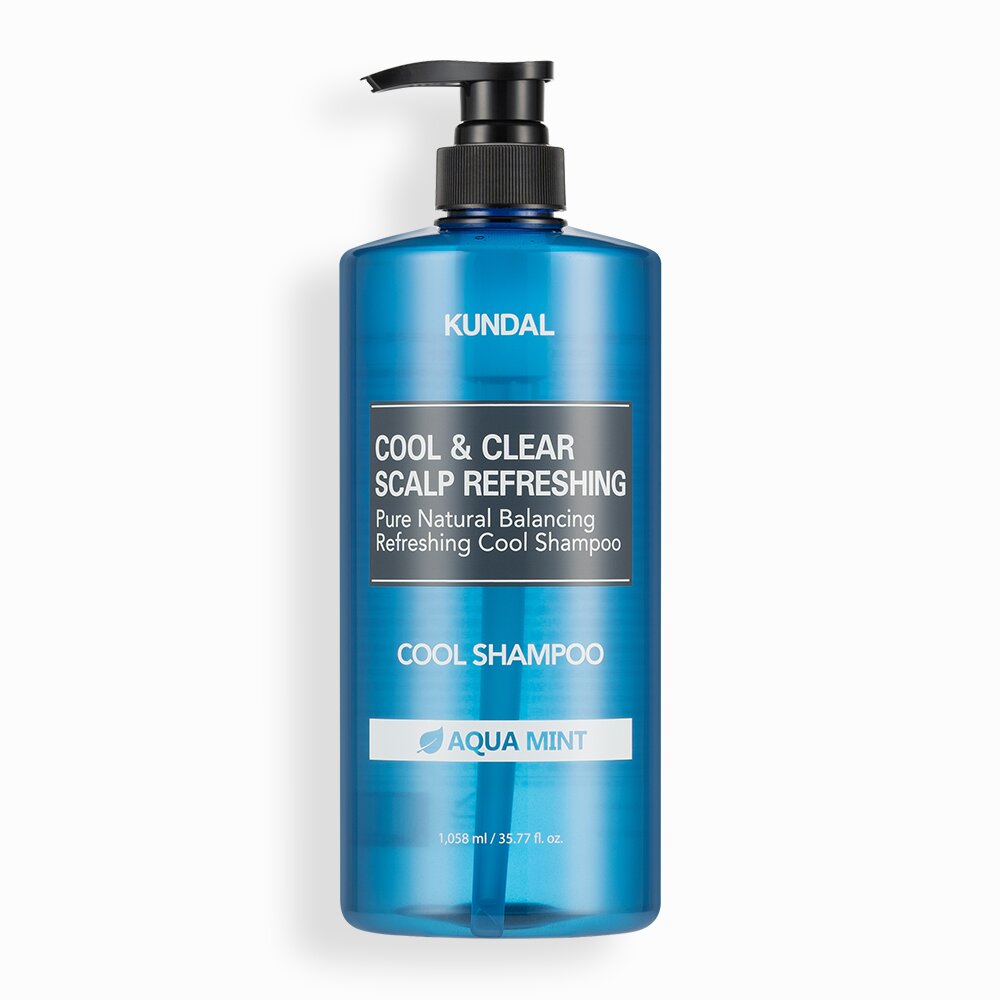 KUNDAL
COOL & CLEAR
SCALP REFRESHING
Pure Natural Balancing
Refreshing Cool Shampoo
COOL SHAMPOO
AQUA MINT
1,058 ml / 35.77 fl. oz.